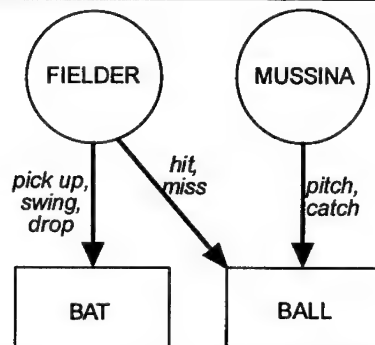 FIELDER
MUSSINA
pick up,
swing,
drop
hit,
miss
pitch,
catch
BAT
BALL